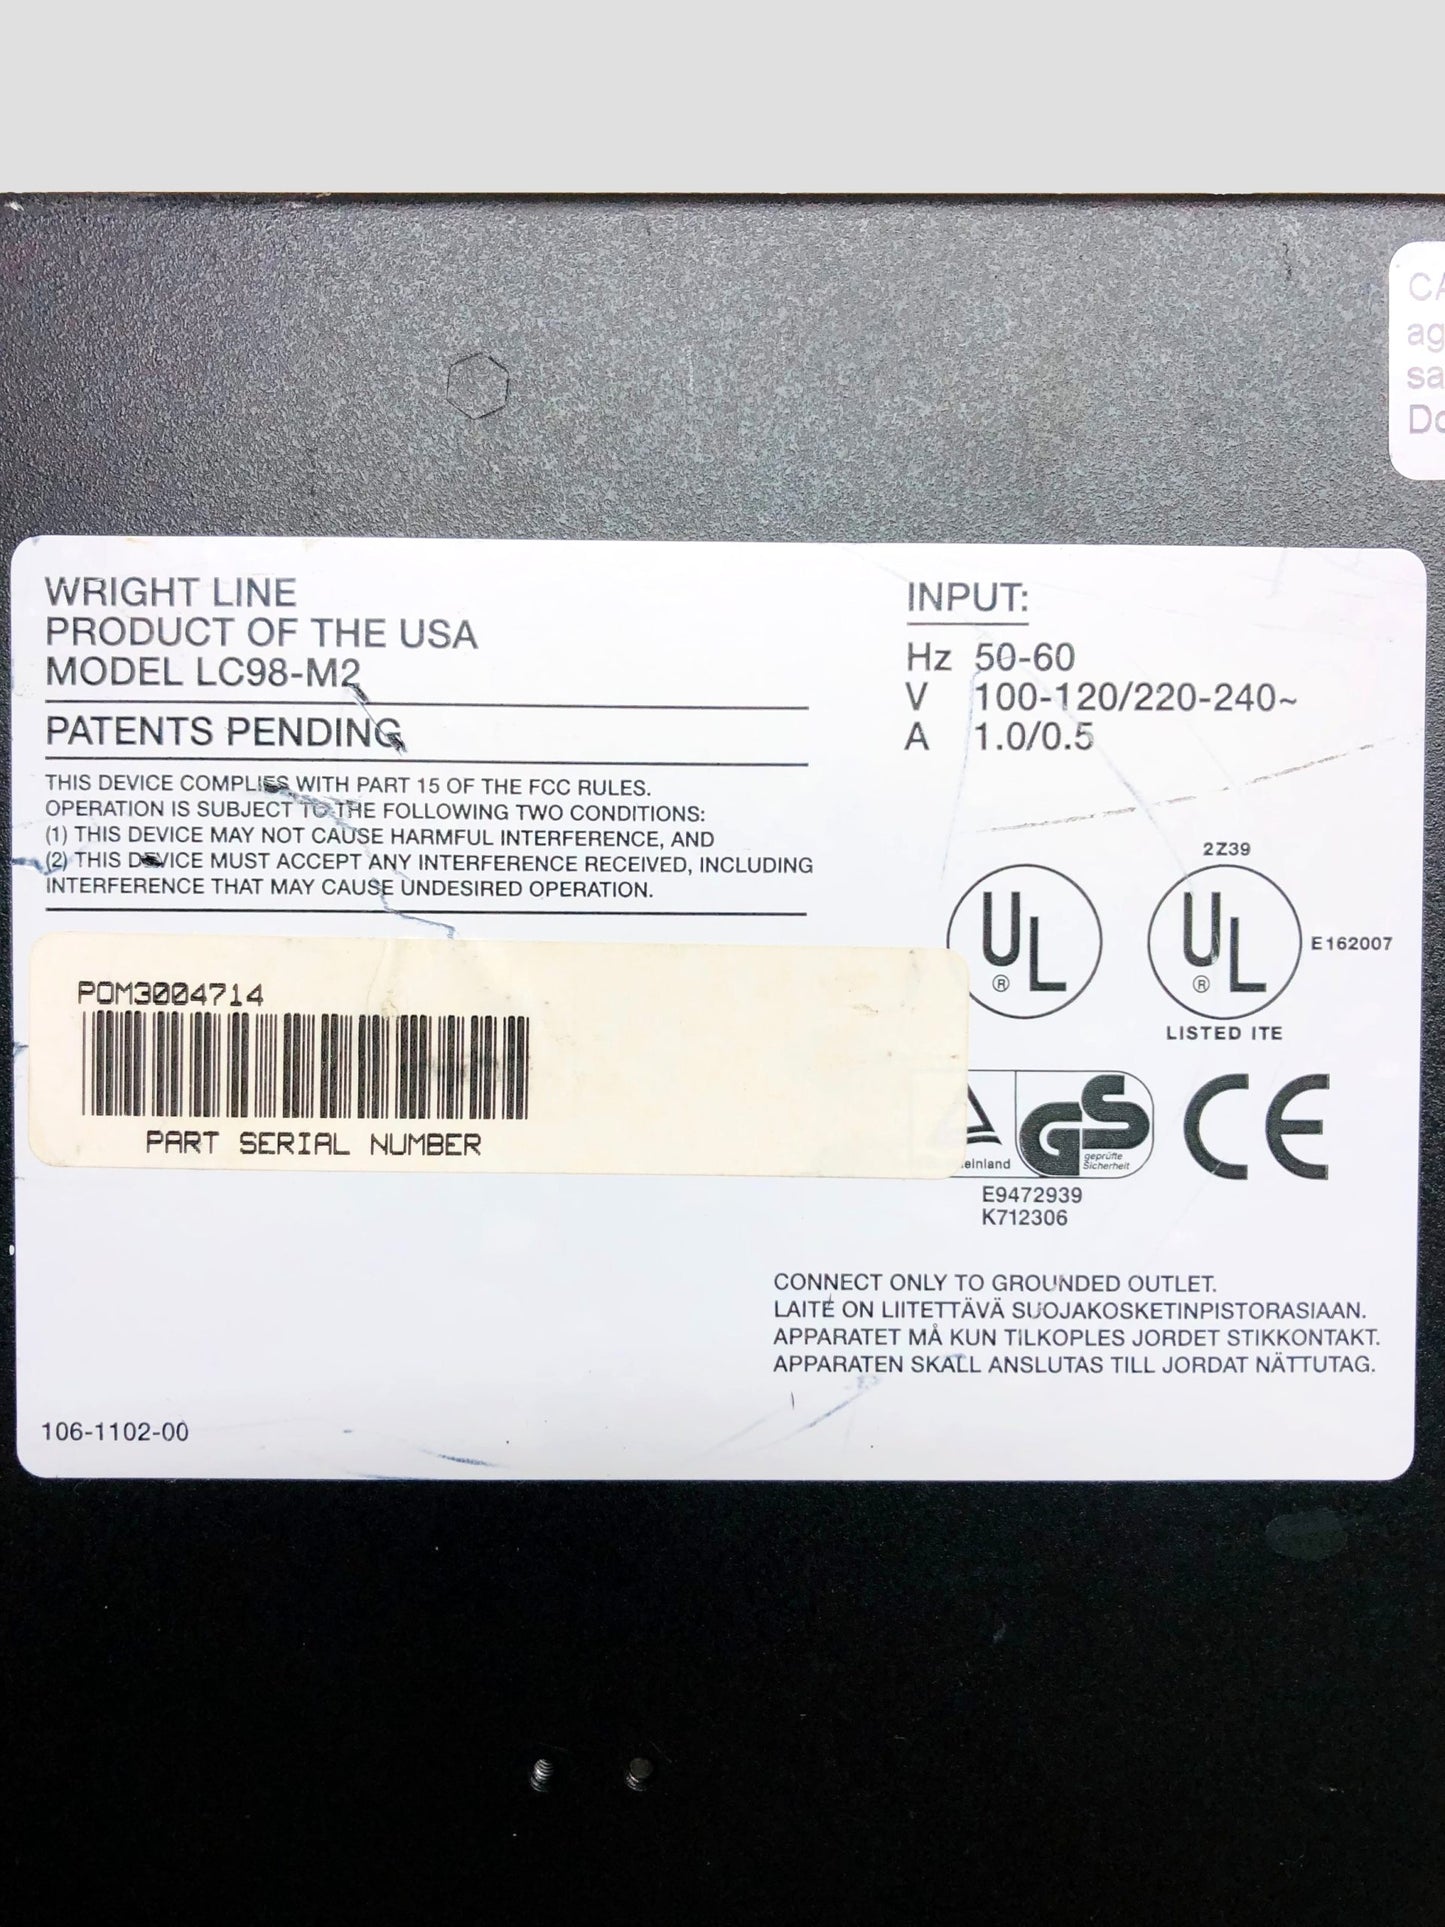 WRIGHT LINE
PRODUCT OF THE USA
MODEL LC98-M2
PATENTS PENDING
THIS DEVICE COMPLIES WITH PART 15 OF THE FCC RULES.
OPERATION IS SUBJECT TO THE FOLLOWING TWO CONDITIONS:
(1) THIS DEVICE MAY NOT CAUSE HARMFUL INTERFERENCE, AND
(2) THIS DEVICE MUST ACCEPT ANY INTERFERENCE RECEIVED, INCLUDING
INTERFERENCE THAT MAY CAUSE UNDESIRED OPERATION.
POM3004714
PART SERIAL NUMBER
106-1102-00
INPUT:
Hz 50-60
V 100-120/220-240~
A 1.0/0.5
UL ®
2Z39
UL ®
E162007
LISTED ITE
GS
geprüfte
Sicherheit
CE
E9472939
K712306
CONNECT ONLY TO GROUNDED OUTLET.
LAITE ON LIITETTÄVÄ SUOJAKOSKETINPISTORASIAAN.
APPARATET MÅ KUN TILKOPLES JORDET STIKKONTAKT.
APPARATEN SKALL ANSLUTAS TILL JORDAT NÄTTUTAG.